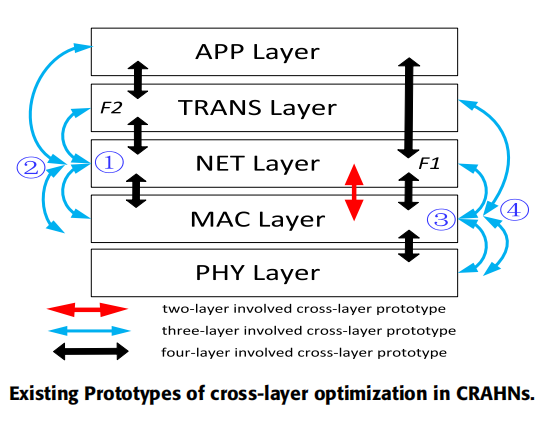 APP Layer
F2
TRANS Layer
② ① NET Layer F1
MAC Layer ③ ④
PHY Layer
two-layer involved cross-layer prototype
three-layer involved cross-layer prototype
four-layer involved cross-layer prototype
Existing Prototypes of cross-layer optimization in CRAHNs.